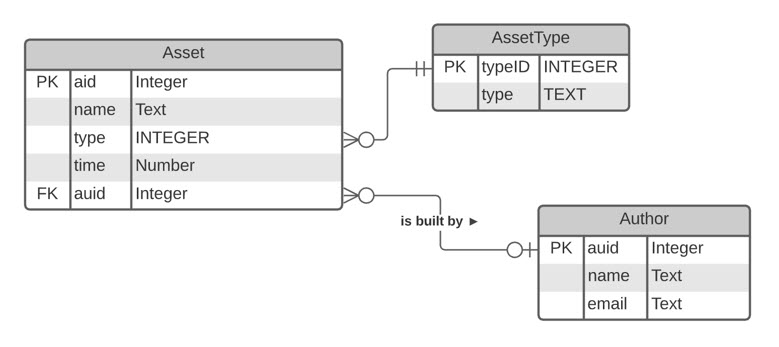 Asset
PK aid Integer
name Text
type INTEGER
time Number
FK auid Integer
AssetType
PK typeID INTEGER
type TEXT
is built by ►
Author
PK auid Integer
name Text
email Text